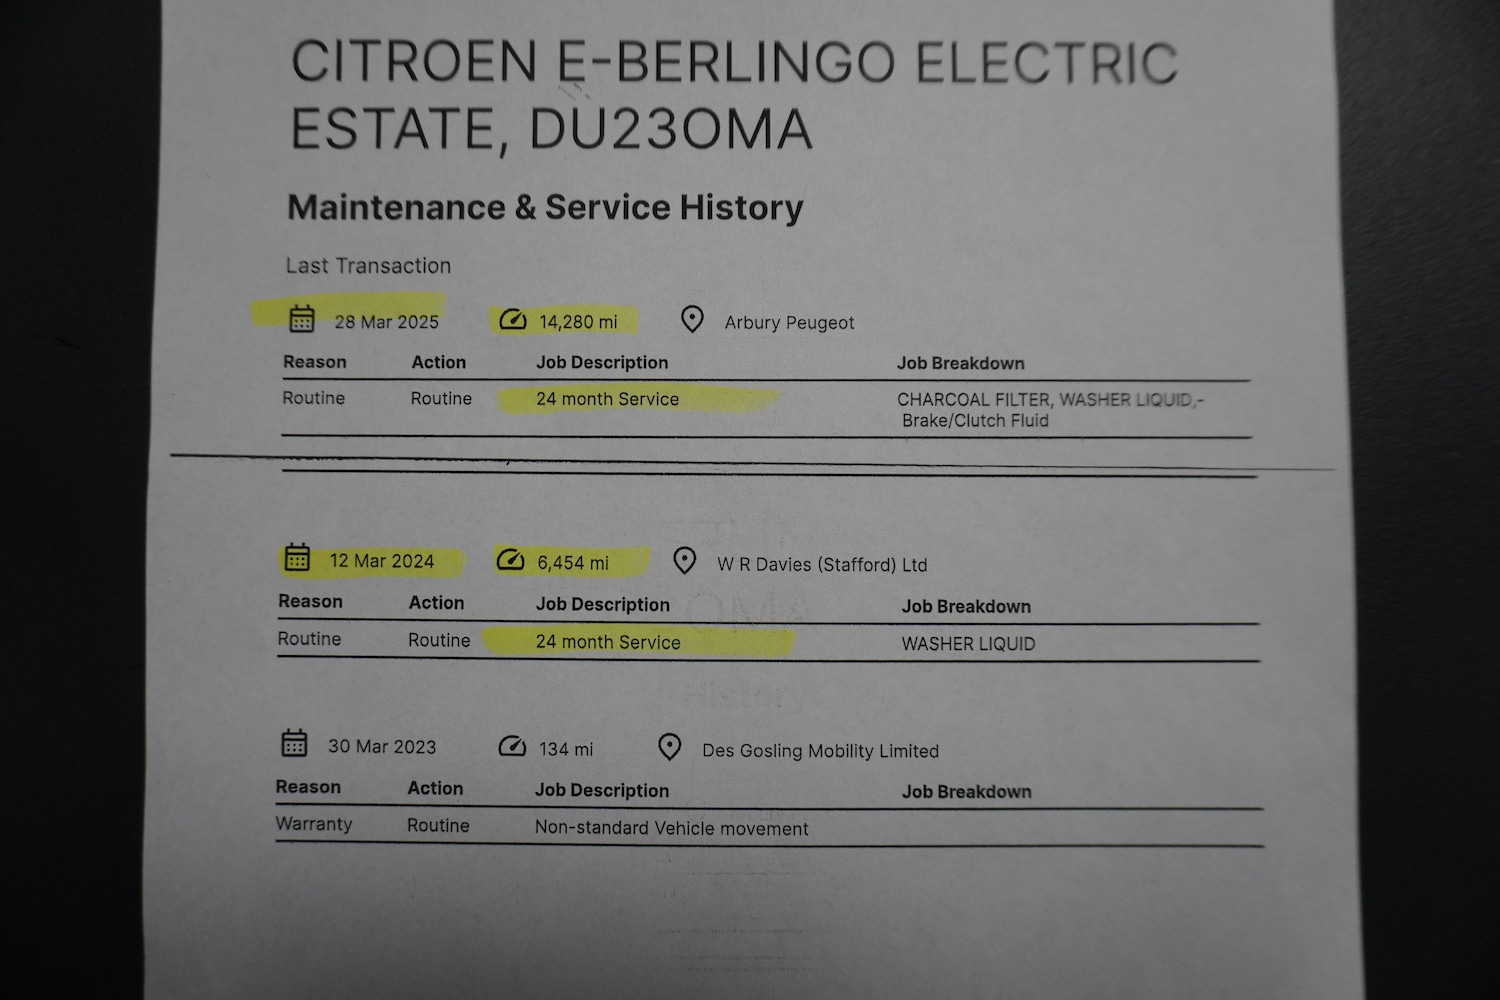 CITROEN E-BERLINGO ELECTRIC
ESTATE, DU23OMA
Maintenance & Service History
Last Transaction
28 Mar 2025 14,280 mi Arbury Peugeot
Reason Action Job Description Job Breakdown
Routine Routine 24 month Service CHARCOAL FILTER, WASHER LIQUID,-
Brake/Clutch Fluid
12 Mar 2024 6,454 mi W R Davies (Stafford) Ltd
Reason Action Job Description Job Breakdown
Routine Routine 24 month Service WASHER LIQUID
30 Mar 2023 134 mi Des Gosling Mobility Limited
Reason Action Job Description Job Breakdown
Warranty Routine Non-standard Vehicle movement